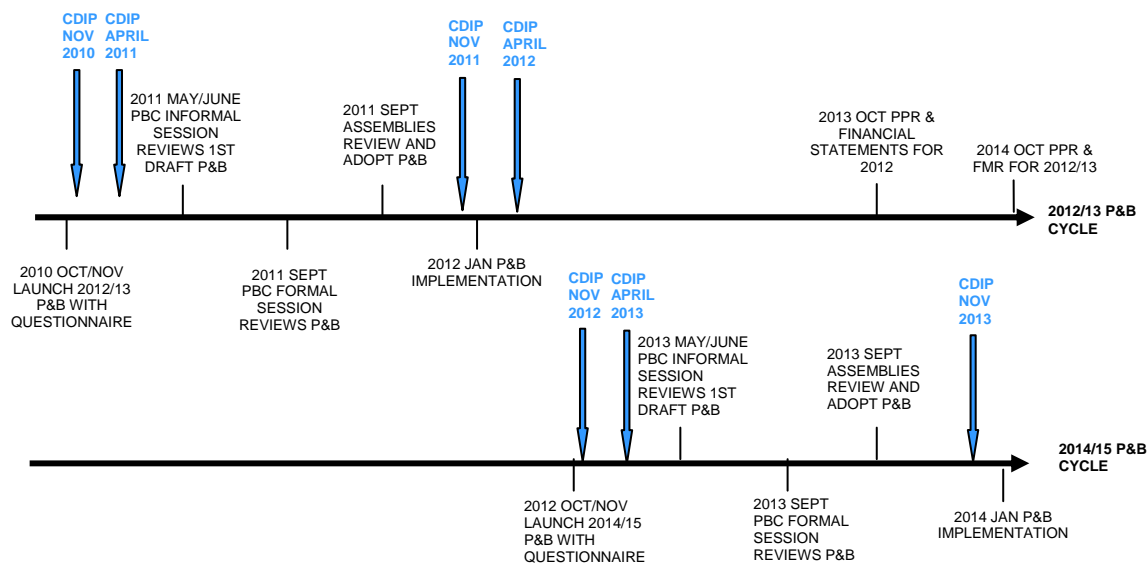 CDIP
NOV
2010
CDIP
APRIL
2011
CDIP
NOV
2011
CDIP
APRIL
2012
2011 MAY/JUNE
PBC INFORMAL
SESSION
REVIEWS 1ST
DRAFT P&B
2011 SEPT
ASSEMBLIES
REVIEW AND
ADOPT P&B
2013 OCT PPR &
FINANCIAL
STATEMENTS FOR
2012
2014 OCT PPR &
FMR FOR 2012/13
2012/13 P&B
CYCLE
2010 OCT/NOV
LAUNCH 2012/13
P&B WITH
QUESTIONNAIRE
2011 SEPT
PBC FORMAL
SESSION
REVIEWS P&B
2012 JAN P&B
IMPLEMENTATION
CDIP
NOV
2012
CDIP
APRIL
2013
CDIP
NOV
2013
2013 MAY/JUNE
PBC INFORMAL
SESSION
REVIEWS 1ST
DRAFT P&B
2013 SEPT
ASSEMBLIES
REVIEW AND
ADOPT P&B
2014/15 P&B
CYCLE
2012 OCT/NOV
LAUNCH 2014/15
P&B WITH
QUESTIONNAIRE
2013 SEPT
PBC FORMAL
SESSION
REVIEWS P&B
2014 JAN P&B
IMPLEMENTATION